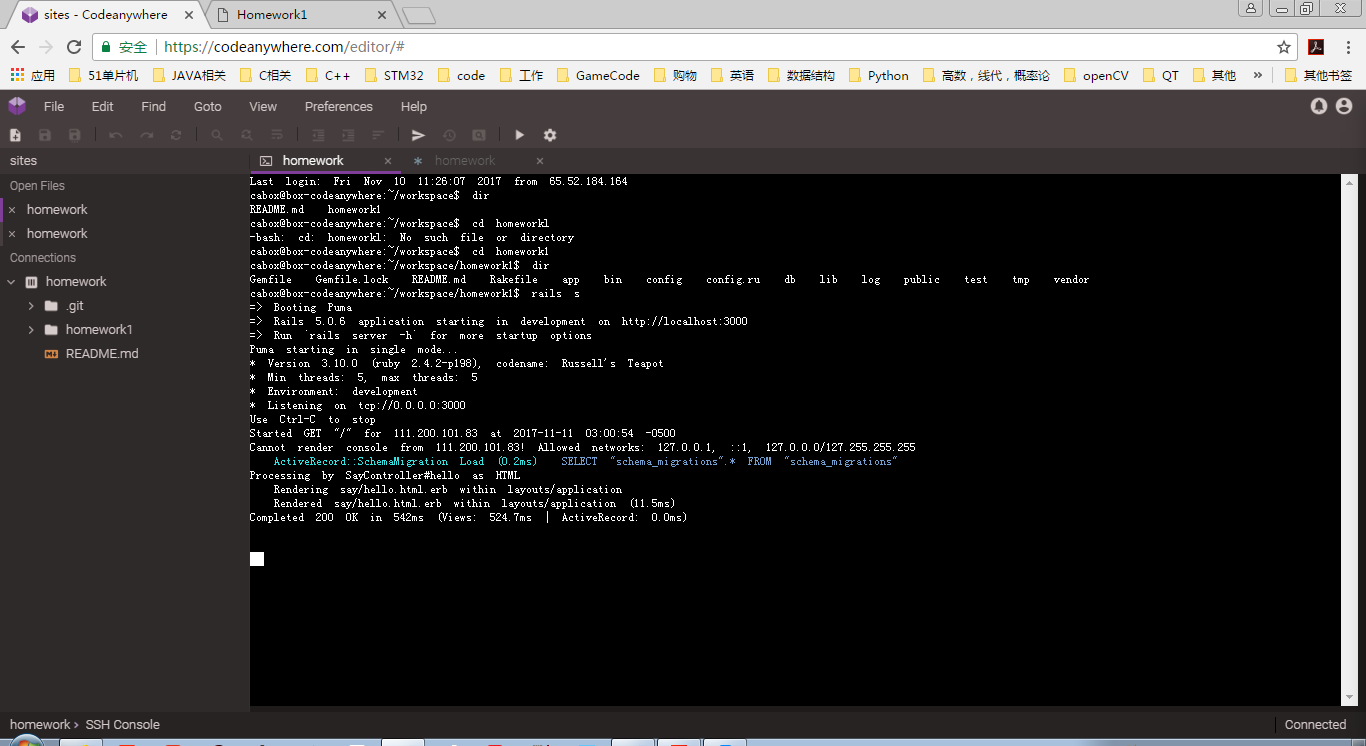 sites - Codeanywhere
Homework1
安全 https://codeanywhere.com/editor/#
应用 51单片机 JAVA相关 C相关 C++ STM32 code 工作 GameCode 购物 英语 数据结构 Python 高数，线代，概率论 openCV QT 其他 » 其他书签
File Edit Find Goto View Preferences Help
sites
homework
homework
Open Files
homework
homework
Connections
homework
.git
homework1
README.md
Last login: Fri Nov 10 11:26:07 2017 from 65.52.184.164
cabox@box-codeanywhere:~/workspace$ dir
README.md homework1
cabox@box-codeanywhere:~/workspace$ cd homeworkl
-bash: cd: homeworkl: No such file or directory
cabox@box-codeanywhere:~/workspace$ cd homework1
cabox@box-codeanywhere:~/workspace/homework1$ dir
Gemfile Gemfile.lock README.md Rakefile app bin config config.ru db lib log public test tmp vendor
cabox@box-codeanywhere:~/workspace/homework1$ rails s
=> Booting Puma
=> Rails 5.0.6 application starting in development on http://localhost:3000
=> Run `rails server -h` for more startup options
Puma starting in single mode...
* Version 3.10.0 (ruby 2.4.2-p198), codename: Russell's Teapot
* Min threads: 5, max threads: 5
* Environment: development
* Listening on tcp://0.0.0.0:3000
Use Ctrl-C to stop
Started GET "/" for 111.200.101.83 at 2017-11-11 03:00:54 -0500
Cannot render console from 111.200.101.83! Allowed networks: 127.0.0.1, ::1, 127.0.0.0/127.255.255.255
ActiveRecord::SchemaMigration Load (0.2ms) SELECT "schema_migrations".* FROM "schema_migrations"
Processing by SayController#hello as HTML
Rendering say/hello.html.erb within layouts/application
Rendered say/hello.html.erb within layouts/application (11.5ms)
Completed 200 OK in 542ms (Views: 524.7ms | ActiveRecord: 0.0ms)
homework › SSH Console
Connected